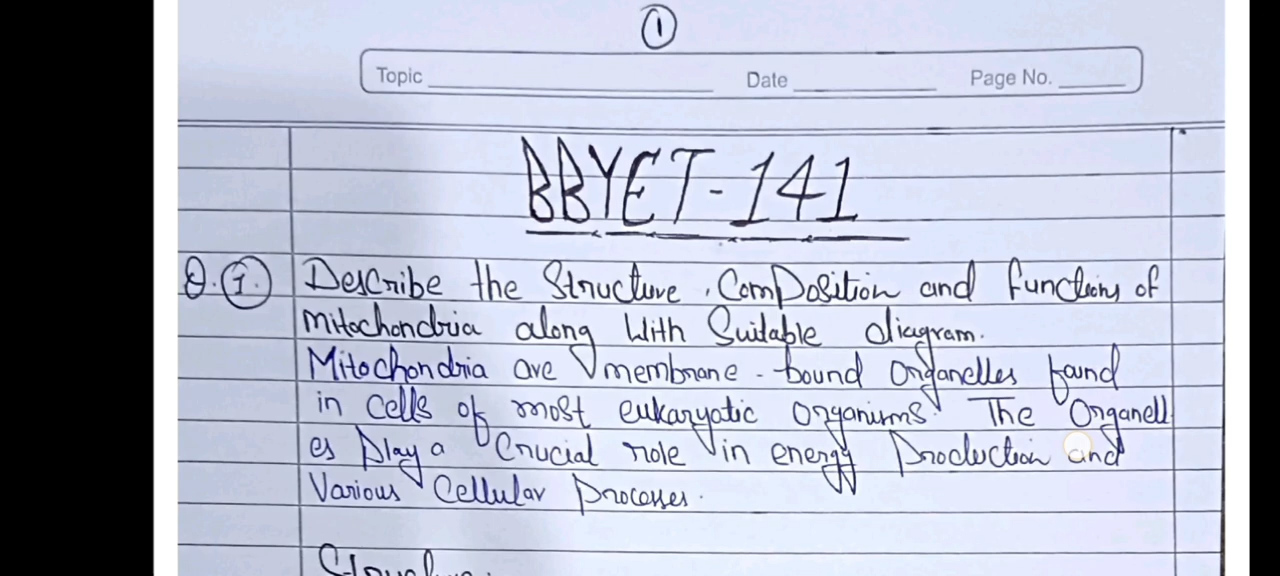 1
Topic Date Page No.
BBYET-141
Q.1. Describe the Structure, Composition and functions of
mitochondria along with Suitable diagram.
Mitochondria are membrane-bound Organelles found
in cells of most eukaryotic organisms. The Organell
es play a Crucial role in energy Production and
Various Cellular Processes.